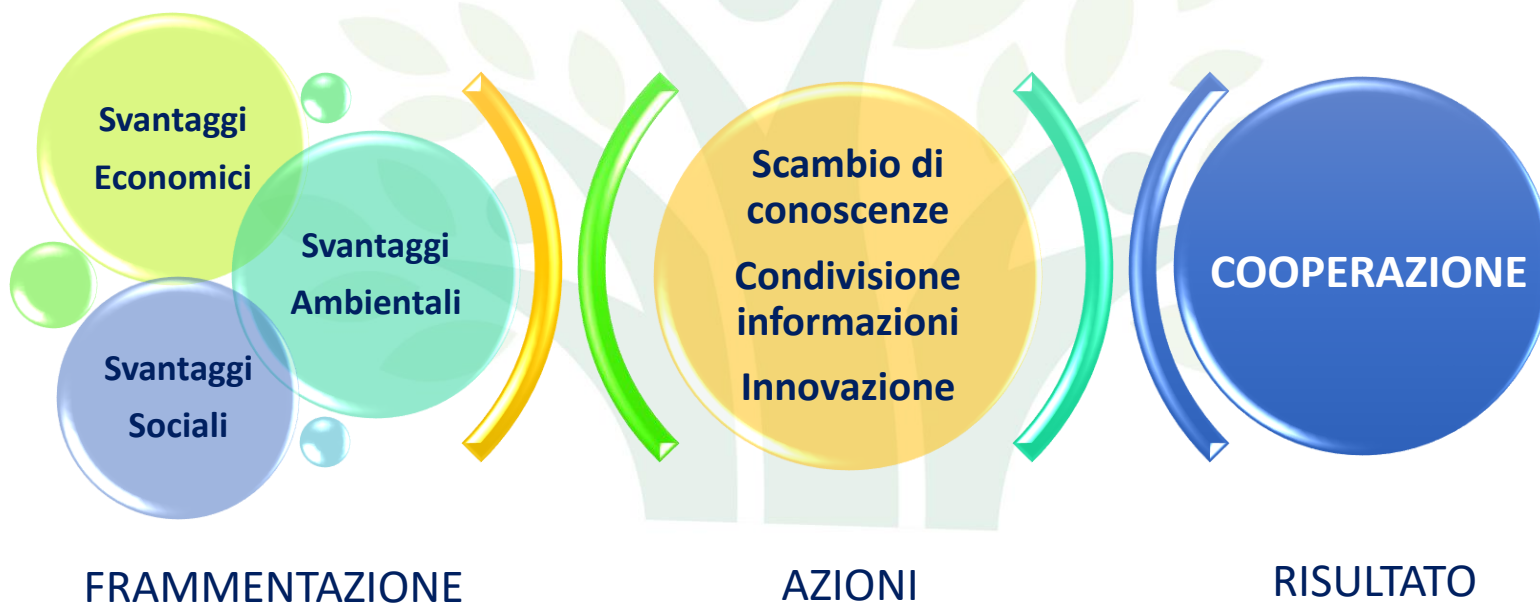 Svantaggi
Economici
Svantaggi
Ambientali
Svantaggi
Sociali
FRAMMENTAZIONE
Scambio di
conoscenze
Condivisione
informazioni
Innovazione
AZIONI
COOPERAZIONE
RISULTATO